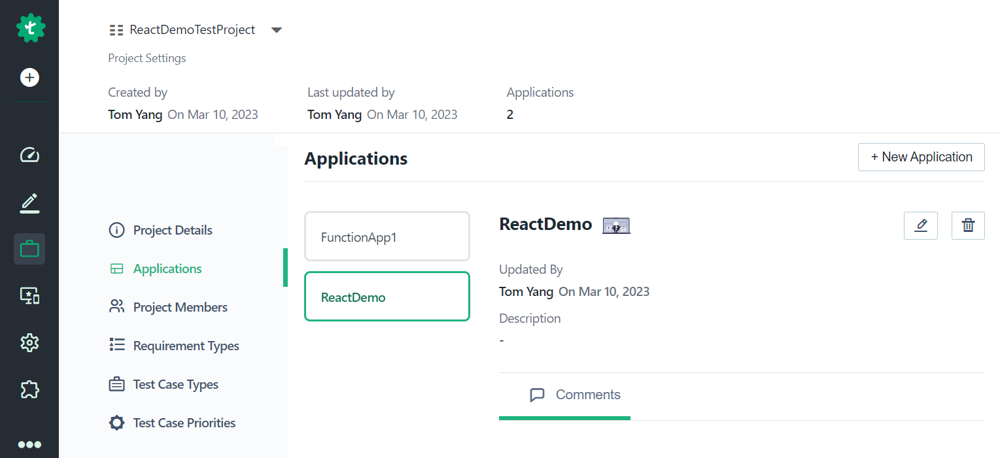 ReactDemoTestProject
Project Settings
Created by
Tom Yang On Mar 10, 2023
Last updated by
Tom Yang On Mar 10, 2023
Applications
2
Project Details
Applications
Project Members
Requirement Types
Test Case Types
Test Case Priorities
Applications
+ New Application
FunctionApp1
ReactDemo
ReactDemo
Updated By
Tom Yang On Mar 10, 2023
Description
-
Comments